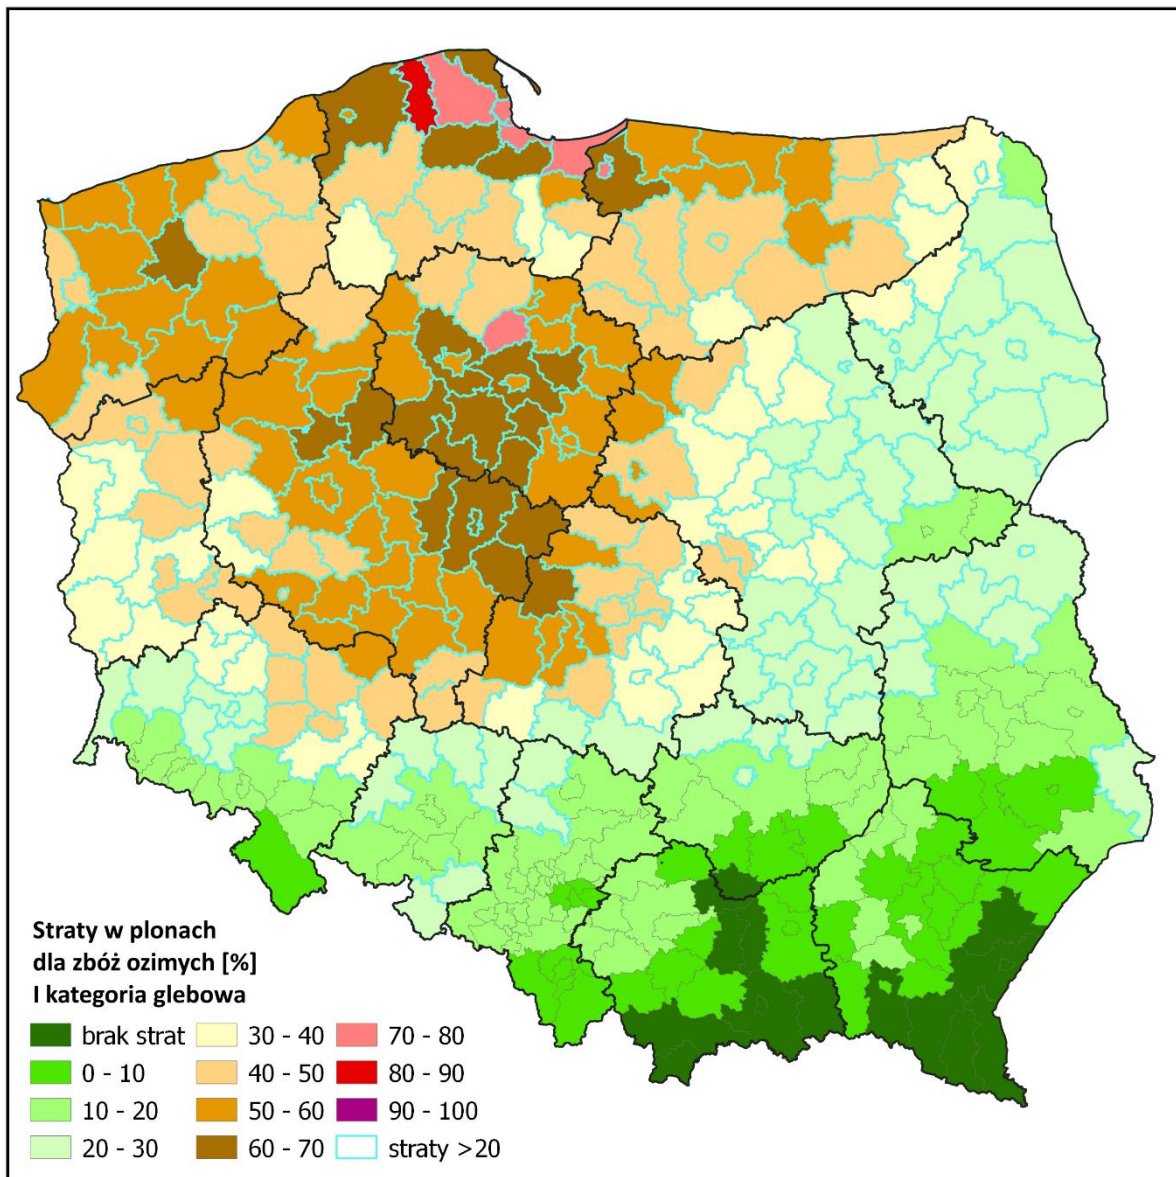 Straty w plonach
dla zbóż ozimych [%]
I kategoria glebowa
brak strat
0 - 10
10 - 20
20 - 30
30 - 40
40 - 50
50 - 60
60 - 70
70 - 80
80 - 90
90 - 100
straty >20